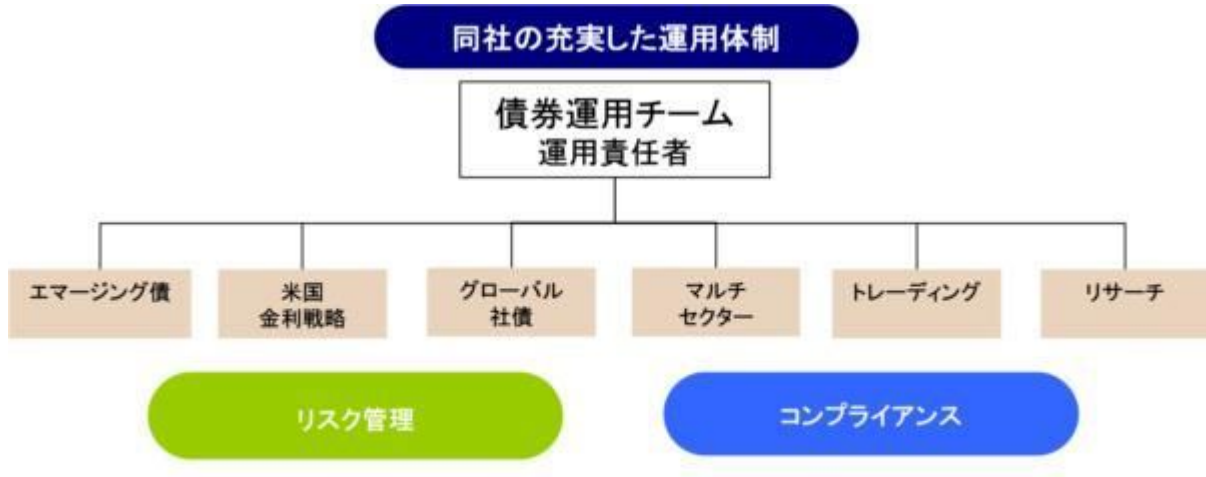 同社の充実した運用体制
債券運用チーム
運用責任者
エマージング債
米国
金利戦略
グローバル
社債
マルチ
セクター
トレーディング
リサーチ
リスク管理
コンプライアンス